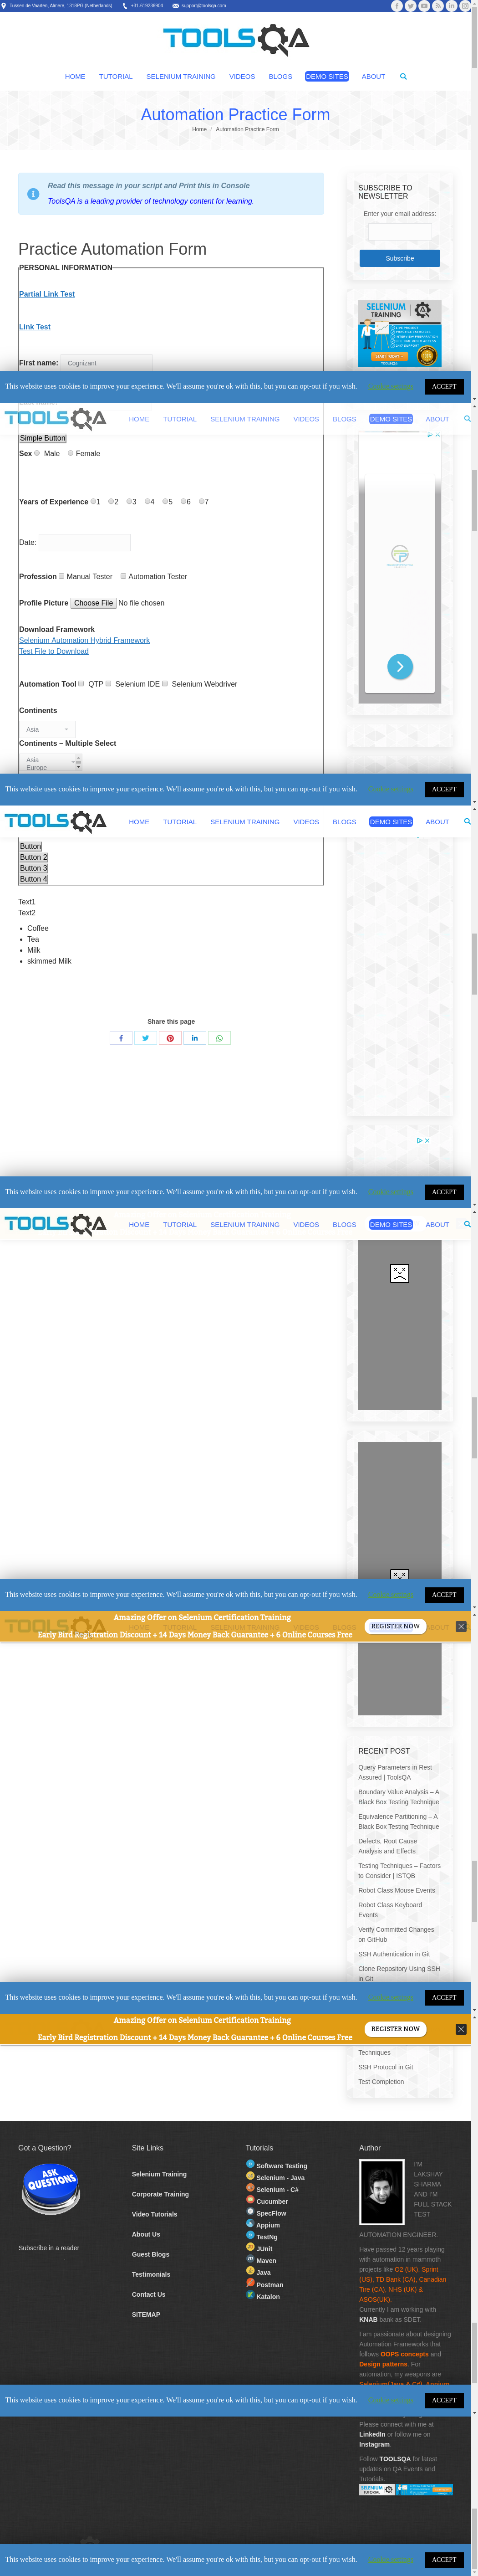 Tussen de Vaarten, Almere, 1318PG (Netherlands) +31-619236904 support@toolsqa.com
TOOLSQA
HOME TUTORIAL SELENIUM TRAINING VIDEOS BLOGS DEMO SITES ABOUT
Automation Practice Form
Home / Automation Practice Form
Read this message in your script and Print this in Console
ToolsQA is a leading provider of technology content for learning.
SUBSCRIBE TO
NEWSLETTER
Enter your email address:
Subscribe
Practice Automation Form
PERSONAL INFORMATION
Partial Link Test
Link Test
First name: Cognizant
SELENIUM
TRAINING
This website uses cookies to improve your experience. We'll assume you're ok with this, but you can opt-out if you wish. ACCEPT
TOOLSQA HOME TUTORIAL SELENIUM TRAINING VIDEOS BLOGS DEMO SITES ABOUT
Simple Button
Sex Male Female
Years of Experience 1 2 3 4 5 6 7
Date:
Profession Manual Tester Automation Tester
Profile Picture Choose File No file chosen
Download Framework
Selenium Automation Hybrid Framework
Test File to Download
Automation Tool QTP Selenium IDE Selenium Webdriver
Continents
Asia
Continents – Multiple Select
Asia
Europe
This website uses cookies to improve your experience. We'll assume you're ok with this, but you can opt-out if you wish. ACCEPT
TOOLSQA HOME TUTORIAL SELENIUM TRAINING VIDEOS BLOGS DEMO SITES ABOUT
Button
Button 2
Button 3
Button 4
Text1
Text2
Coffee
Tea
Milk
skimmed Milk
Share this page
This website uses cookies to improve your experience. We'll assume you're ok with this, but you can opt-out if you wish. ACCEPT
TOOLSQA HOME TUTORIAL SELENIUM TRAINING VIDEOS BLOGS DEMO SITES ABOUT
This website uses cookies to improve your experience. We'll assume you're ok with this, but you can opt-out if you wish. ACCEPT
Amazing Offer on Selenium Certification Training
Early Bird Registration Discount + 14 Days Money Back Guarantee + 6 Online Courses Free
REGISTER NOW
RECENT POST
Query Parameters in Rest
Assured | ToolsQA
Boundary Value Analysis – A
Black Box Testing Technique
Equivalence Partitioning – A
Black Box Testing Technique
Defects, Root Cause
Analysis and Effects
Testing Techniques – Factors
to Consider | ISTQB
Robot Class Mouse Events
Robot Class Keyboard
Events
Verify Committed Changes
on GitHub
SSH Authentication in Git
Clone Repository Using SSH
in Git
This website uses cookies to improve your experience. We'll assume you're ok with this, but you can opt-out if you wish. ACCEPT
Amazing Offer on Selenium Certification Training
Early Bird Registration Discount + 14 Days Money Back Guarantee + 6 Online Courses Free
REGISTER NOW
Techniques
SSH Protocol in Git
Test Completion
Got a Question?
ASK
QUESTIONS
Subscribe in a reader
Site Links
Selenium Training
Corporate Training
Video Tutorials
About Us
Guest Blogs
Testimonials
Contact Us
SITEMAP
Tutorials
Software Testing
Selenium - Java
Selenium - C#
Cucumber
SpecFlow
Appium
TestNg
JUnit
Maven
Java
Postman
Katalon
Author
I'M
LAKSHAY
SHARMA
AND I'M
FULL STACK
TEST
AUTOMATION ENGINEER.
Have passed 12 years playing
with automation in mammoth
projects like O2 (UK), Sprint
(US), TD Bank (CA), Canadian
Tire (CA), NHS (UK) &
ASOS(UK).
Currently I am working with
KNAB bank as SDET.
I am passionate about designing
Automation Frameworks that
follows OOPS concepts and
Design patterns. For
automation, my weapons are
Selenium(Java & C#), Appium,
This website uses cookies to improve your experience. We'll assume you're ok with this, but you can opt-out if you wish. ACCEPT
Please connect with me at
LinkedIn or follow me on
Instagram.
Follow TOOLSQA for latest
updates on QA Events and
Tutorials.
This website uses cookies to improve your experience. We'll assume you're ok with this, but you can opt-out if you wish. ACCEPT